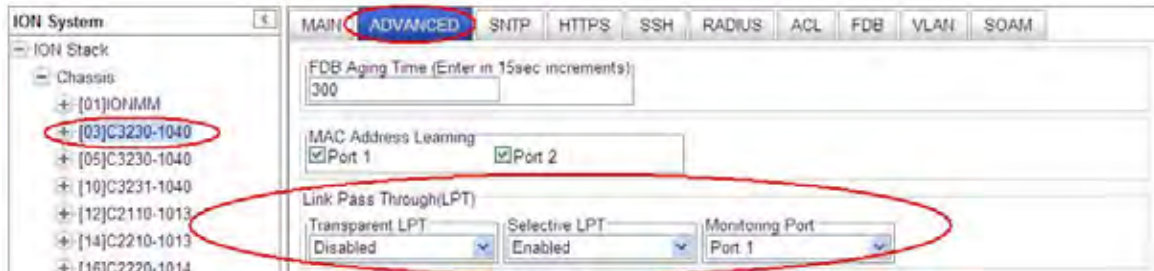 ION System
ION Stack
Chassis
[01]IONMM
[03]C3230-1040
[05]C3230-1040
[10]C3231-1040
[12]C2110-1013
[14]C2210-1013
[16]C2220-1014
MAIN ADVANCED SNTP HTTPS SSH RADIUS ACL FDB VLAN SOAM
FDB Aging Time (Enter in 15sec increments)
300
MAC Address Learning
Port 1 Port 2
Link Pass Through(LPT)
Transparent LPT Selective LPT Monitoring Port
Disabled Enabled Port 1